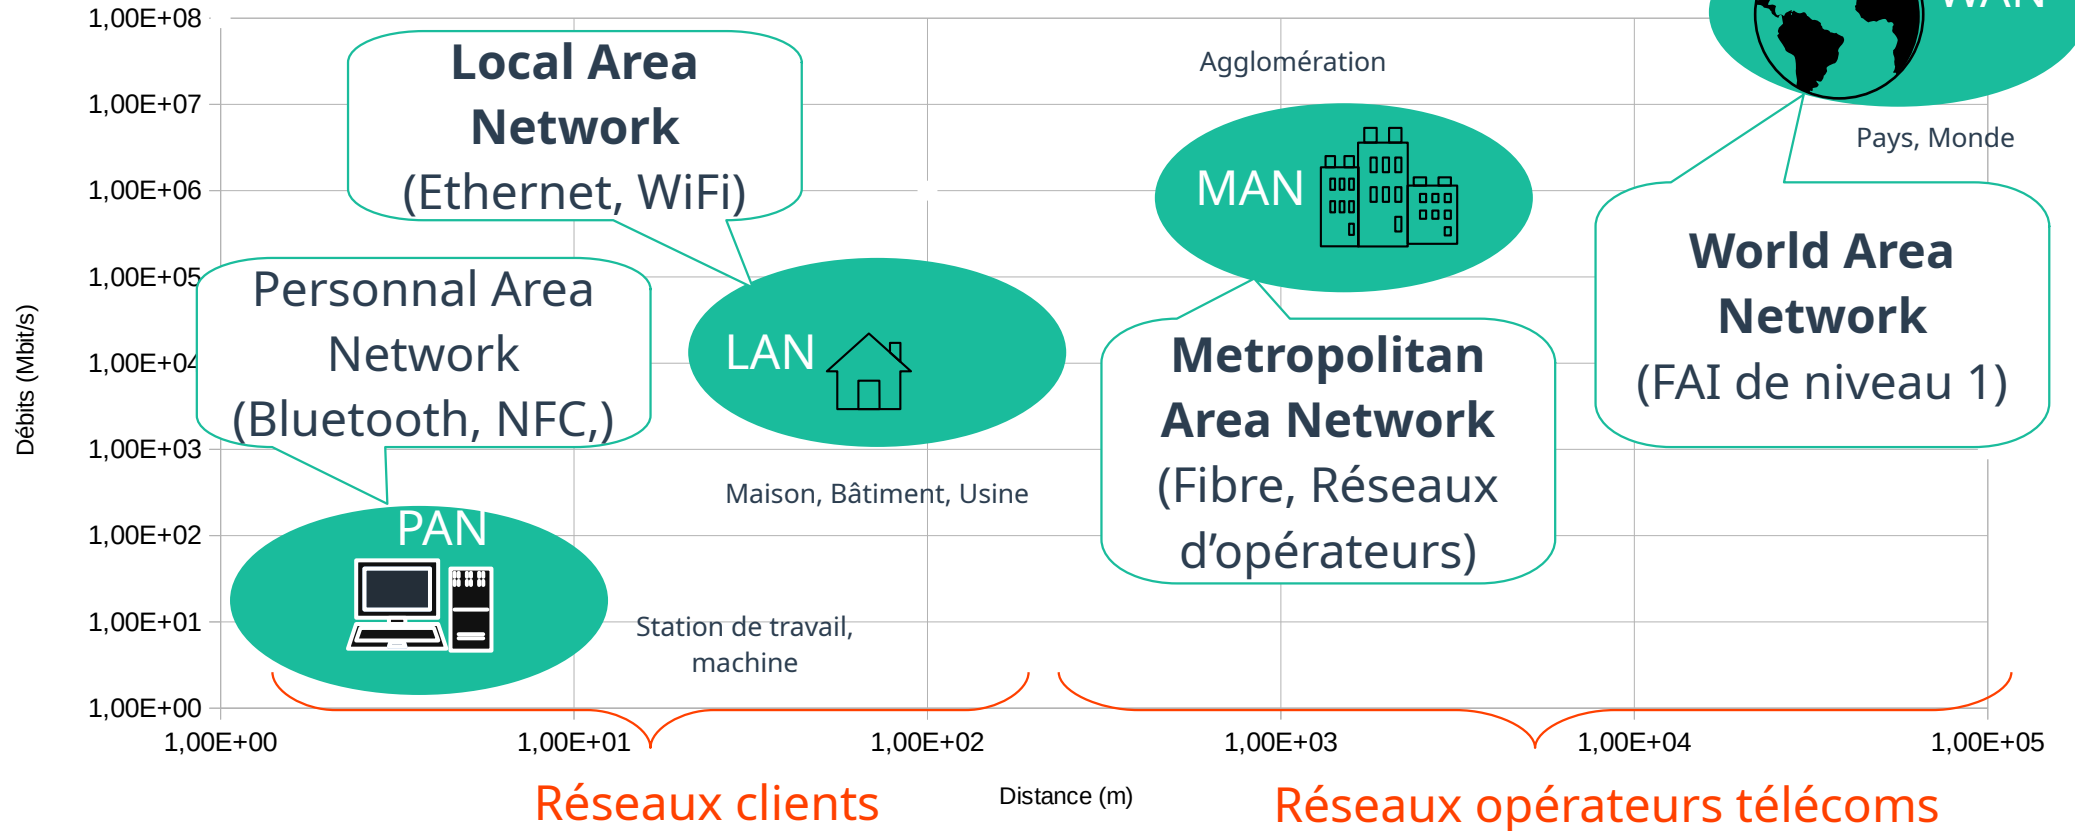 1,00E+08
1,00E+07
1,00E+06
1,00E+05
1,00E+04
1,00E+03
1,00E+02
1,00E+01
1,00E+00
Débits (Mbit/s)
Local Area
Network
(Ethernet, WiFi)
Personnal Area
Network
(Bluetooth, NFC,)
PAN
Station de travail,
machine
LAN
Maison, Bâtiment, Usine
Agglomération
MAN
Metropolitan
Area Network
(Fibre, Réseaux
d’opérateurs)
WAN
Pays, Monde
World Area
Network
(FAI de niveau 1)
1,00E+00
1,00E+01
1,00E+02
1,00E+03
1,00E+04
1,00E+05
Réseaux clients
Distance (m)
Réseaux opérateurs télécoms